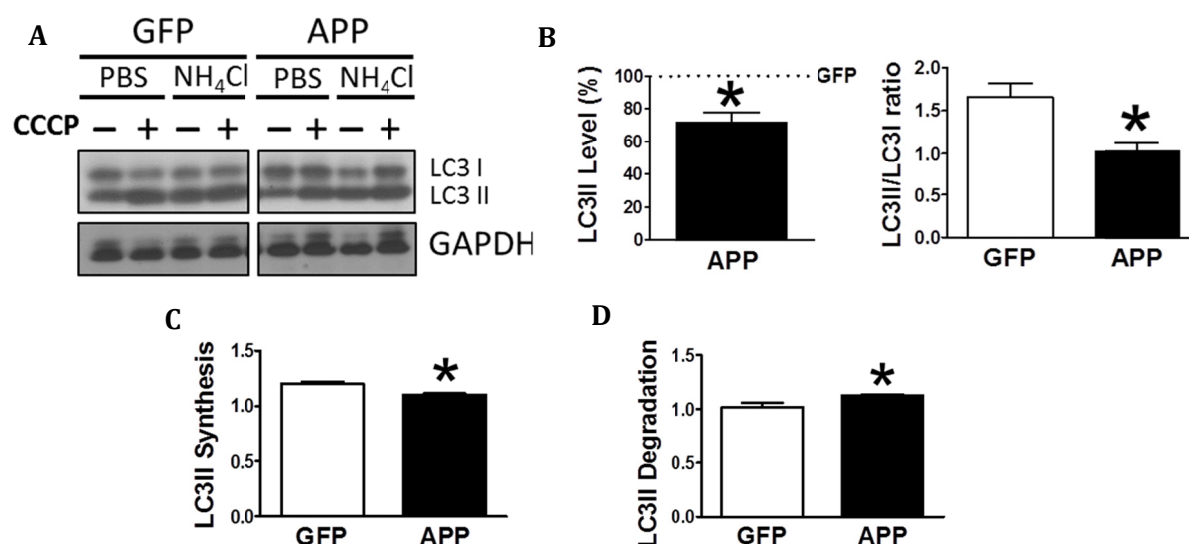 A
GFP APP
PBS NH₄Cl PBS NH₄Cl
CCCP − + − + − + − +
LC3 I
LC3 II
GAPDH
B
LC3II Level (%)
100
80
60
40
20
0
GFP
*
APP
LC3II/LC3I ratio
2.0
1.5
1.0
0.5
0.0
*
GFP APP
C
LC3II Synthesis
1.5
1.0
0.5
0.0
*
GFP APP
D
LC3II Degradation
1.5
1.0
0.5
0.0
*
GFP APP